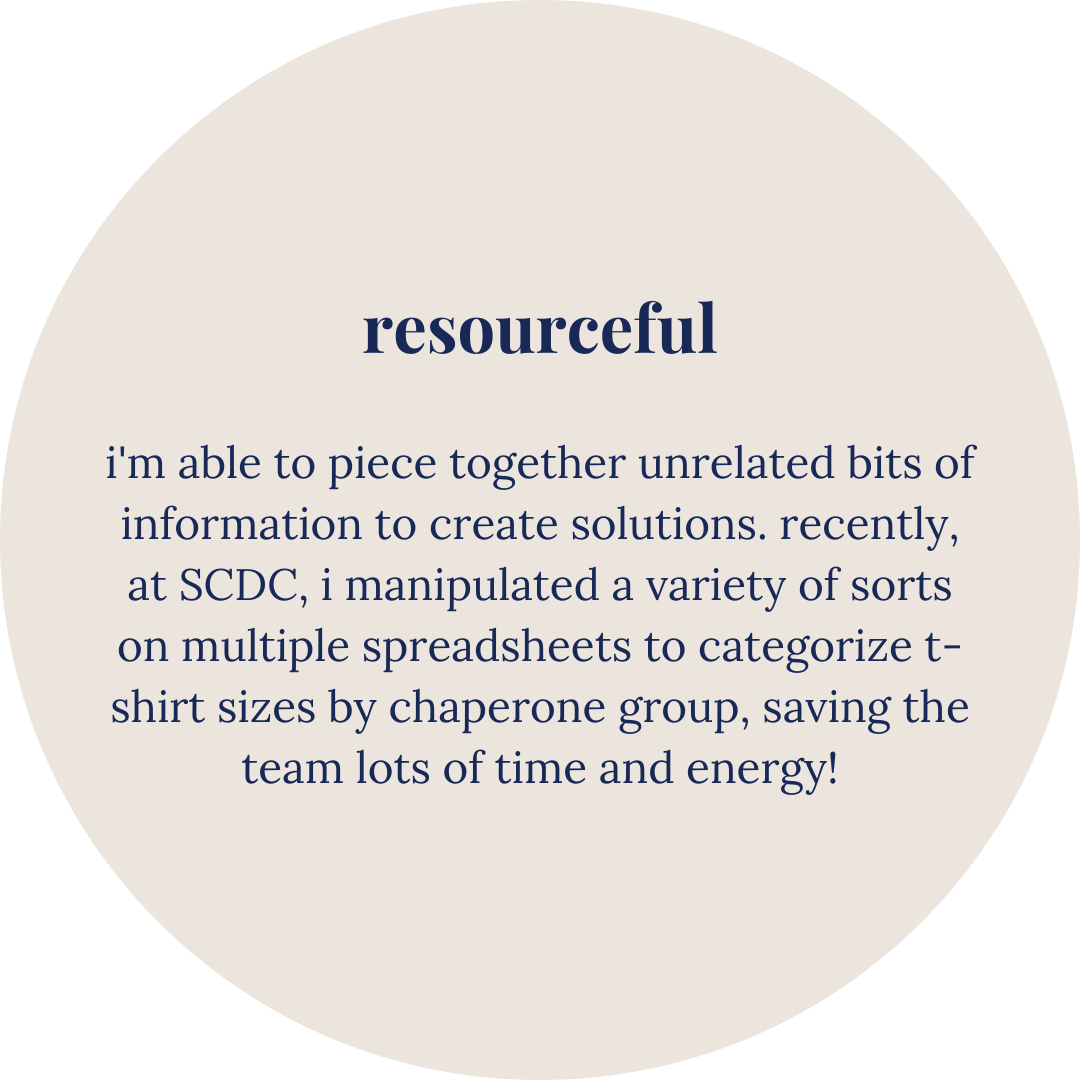 resourceful
i'm able to piece together unrelated bits of
information to create solutions. recently,
at SCDC, i manipulated a variety of sorts
on multiple spreadsheets to categorize t-
shirt sizes by chaperone group, saving the
team lots of time and energy!